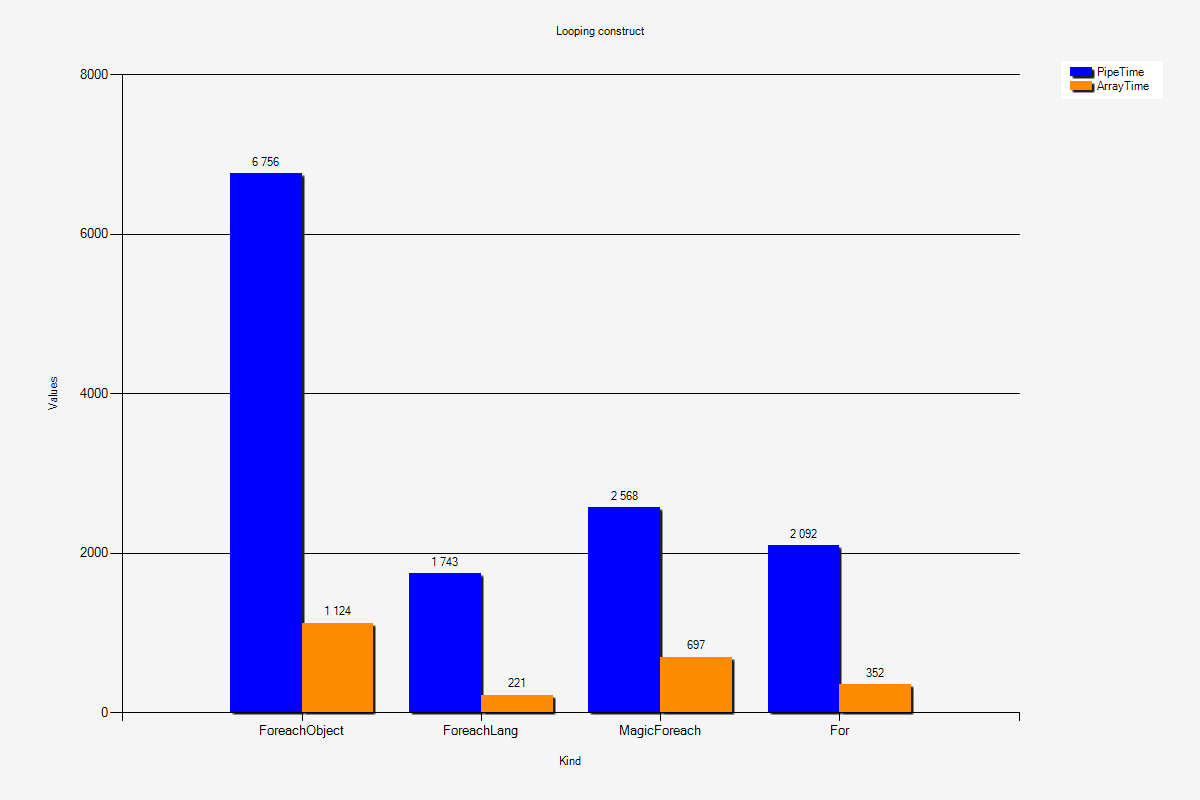 Looping construct
PipeTime
ArrayTime
8000
6 756
6000
Values
4000
2 568
2 092
2000
1 743
1 124
697
221
352
0
ForeachObject
ForeachLang
MagicForeach
For
Kind